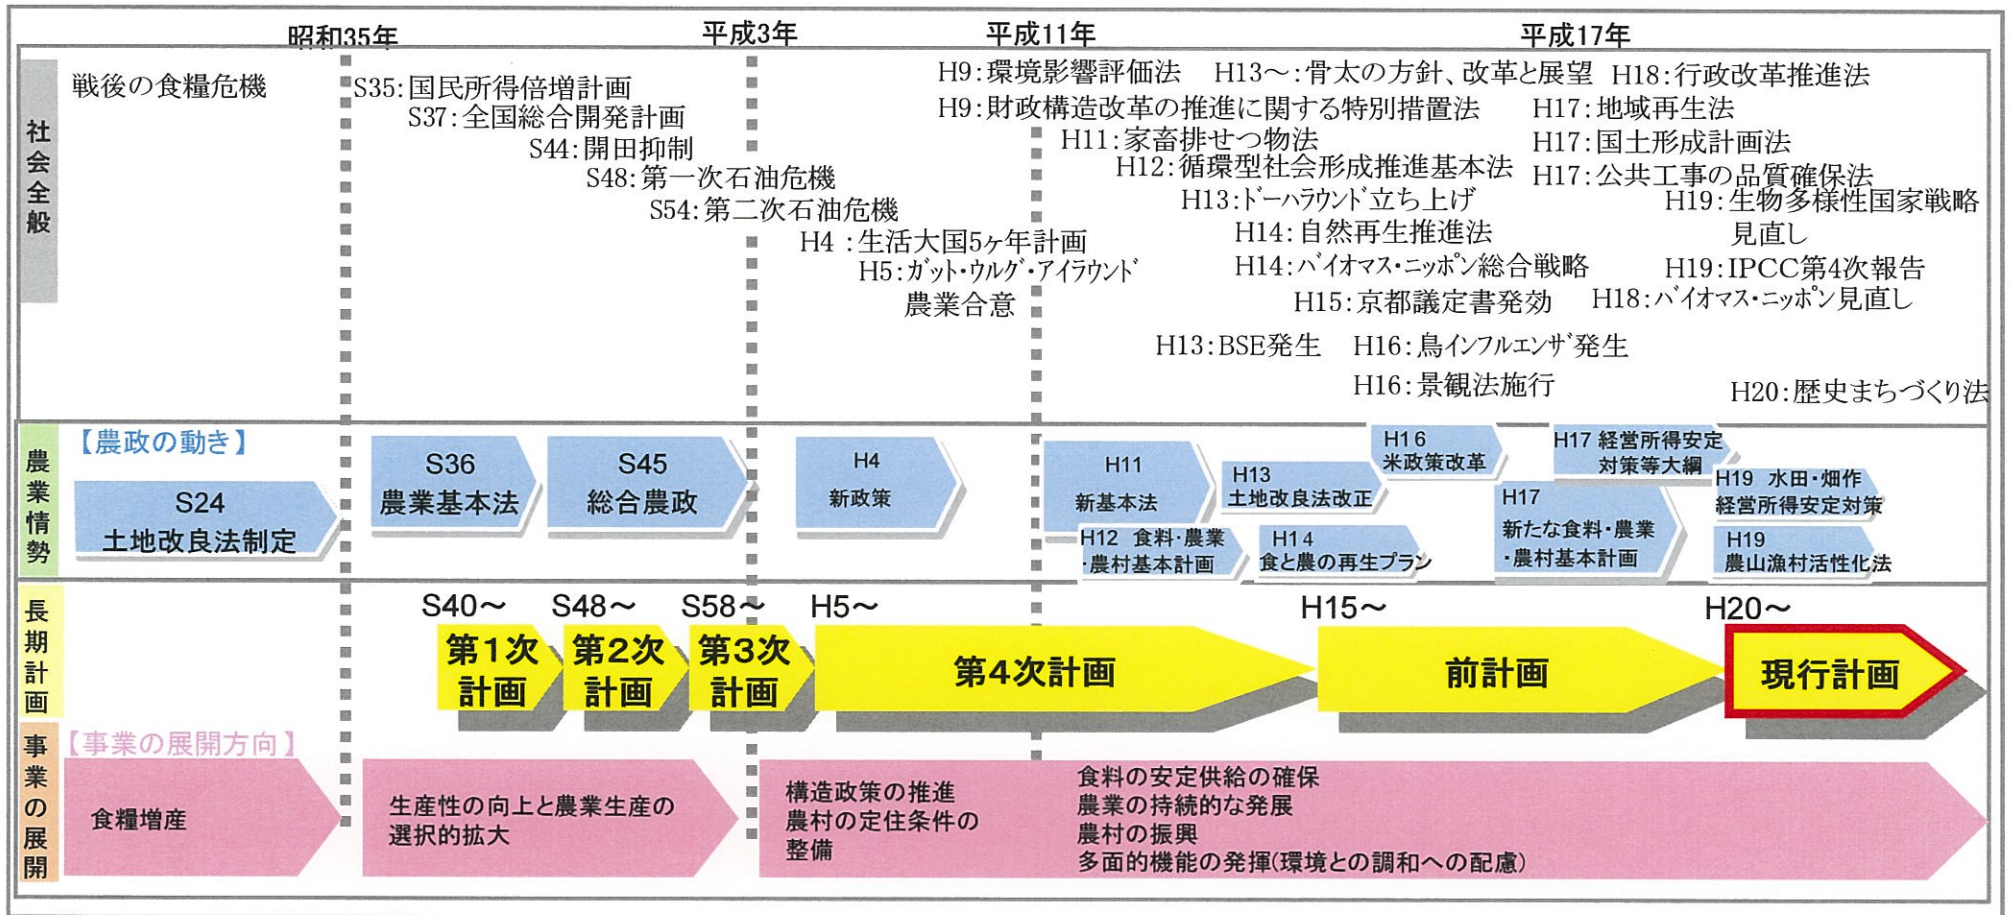 昭和35年
平成3年
平成11年
平成17年
社会全般
戦後の食糧危機
S35:国民所得倍増計画
S37:全国総合開発計画
S44:開田抑制
S48:第一次石油危機
S54:第二次石油危機
H4 :生活大国5ヶ年計画
H5:ガット・ウルグ・アイラウンド
農業合意
H9:環境影響評価法
H13～:骨太の方針、改革と展望
H18:行政改革推進法
H9:財政構造改革の推進に関する特別措置法
H17:地域再生法
H11:家畜排せつ物法
H17:国土形成計画法
H12:循環型社会形成推進基本法
H17:公共工事の品質確保法
H13:ドーハラウンド立ち上げ
H19:生物多様性国家戦略
見直し
H14:自然再生推進法
H14:バイオマス・ニッポン総合戦略
H19:IPCC第4次報告
H15:京都議定書発効
H18:バイオマス・ニッポン見直し
H13:BSE発生
H16:鳥インフルエンザ発生
H16:景観法施行
H20:歴史まちづくり法
農業情勢
【農政の動き】
S24
土地改良法制定
S36
農業基本法
S45
総合農政
H4
新政策
H11
新基本法
H12 食料・農業
・農村基本計画
H13
土地改良法改正
H14
食と農の再生プラン
H16
米政策改革
H17 経営所得安定
対策等大綱
H17
新たな食料・農業
・農村基本計画
H19 水田・畑作
経営所得安定対策
H19
農山漁村活性化法
長期計画
S40～
S48～
S58～
H5～
H15～
H20～
第1次
計画
第2次
計画
第3次
計画
第4次計画
前計画
現行計画
事業の展開
【事業の展開方向】
食糧増産
生産性の向上と農業生産の
選択的拡大
構造政策の推進
農村の定住条件の
整備
食料の安定供給の確保
農業の持続的な発展
農村の振興
多面的機能の発揮(環境との調和への配慮)